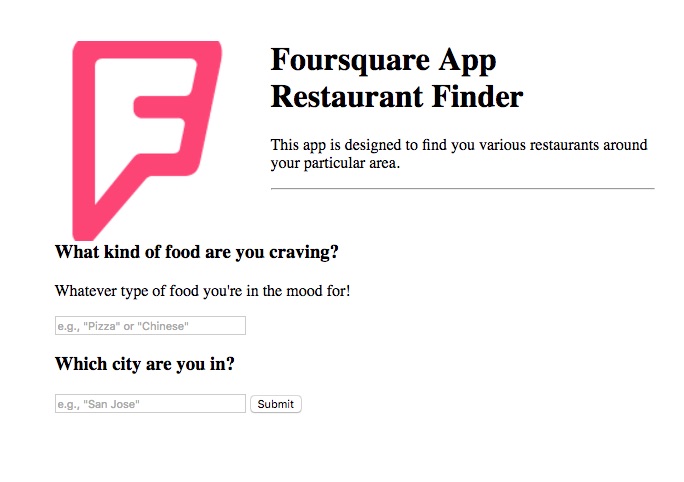 Foursquare App
Restaurant Finder
This app is designed to find you various restaurants around
your particular area.
What kind of food are you craving?
Whatever type of food you're in the mood for!
e.g., "Pizza" or "Chinese"
Which city are you in?
e.g., "San Jose" Submit